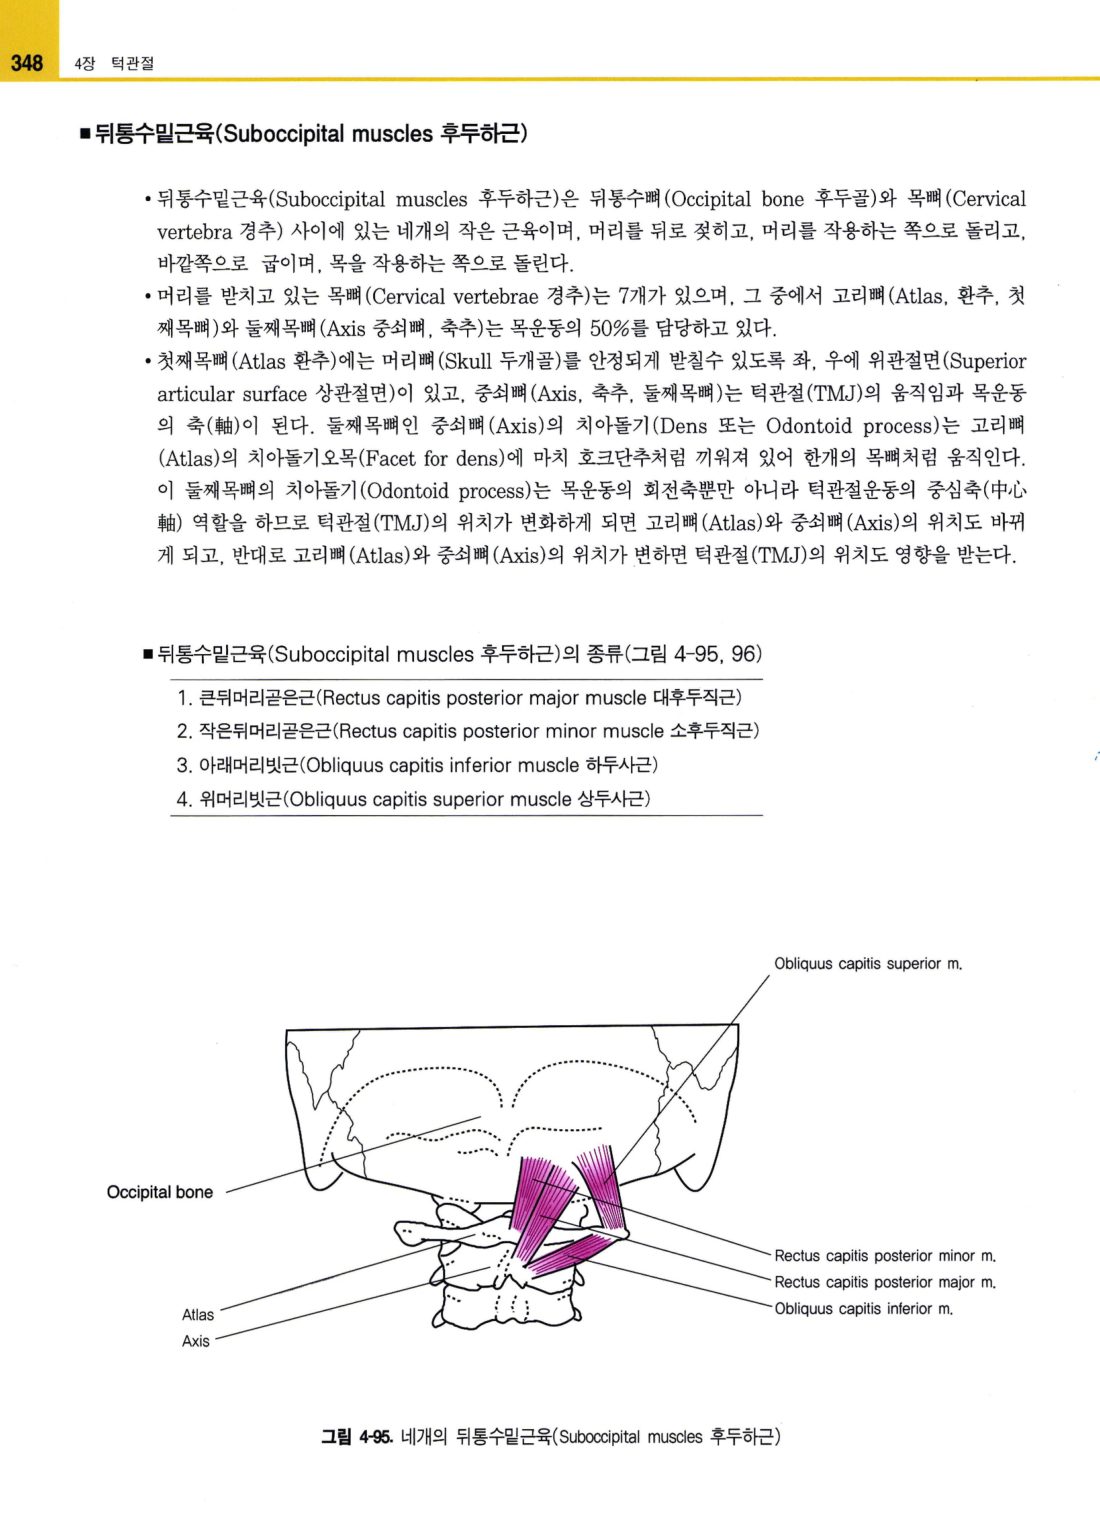 348 4장 턱관절
■ 뒤통수밑근육(Suboccipital muscles 후두하근)
• 뒤통수밑근육(Suboccipital muscles 후두하근)은 뒤통수뼈(Occipital bone 후두골)와 목뼈(Cervical
vertebra 경추) 사이에 있는 네개의 작은 근육이며, 머리를 뒤로 젖히고, 머리를 작용하는 쪽으로 돌리고,
바깥쪽으로 굽이며, 목을 작용하는 쪽으로 돌린다.
• 머리를 받치고 있는 목뼈(Cervical vertebrae 경추)는 7개가 있으며, 그 중에서 고리뼈(Atlas, 환추, 첫
째목뼈)와 둘째목뼈(Axis 중쇠뼈, 축추)는 목운동의 50%를 담당하고 있다.
• 첫째목뼈(Atlas 환추)에는 머리뼈(Skull 두개골)를 안정되게 받칠수 있도록 좌, 우에 위관절면(Superior
articular surface 상관절면)이 있고, 중쇠뼈(Axis, 축추, 둘째목뼈)는 턱관절(TMJ)의 움직임과 목운동
의 축(軸)이 된다. 둘째목뼈인 중쇠뼈(Axis)의 치아돌기(Dens 또는 Odontoid process)는 고리뼈
(Atlas)의 치아돌기오목(Facet for dens)에 마치 호크단추처럼 끼워져 있어 한개의 목뼈처럼 움직인다.
이 둘째목뼈의 치아돌기(Odontoid process)는 목운동의 회전축뿐만 아니라 턱관절운동의 중심축(中心
軸) 역할을 하므로 턱관절(TMJ)의 위치가 변화하게 되면 고리뼈(Atlas)와 중쇠뼈(Axis)의 위치도 바뀌
게 되고, 반대로 고리뼈(Atlas)와 중쇠뼈(Axis)의 위치가 변하면 턱관절(TMJ)의 위치도 영향을 받는다.
■ 뒤통수밑근육(Suboccipital muscles 후두하근)의 종류(그림 4-95, 96)
1. 큰뒤머리곧은근(Rectus capitis posterior major muscle 대후두직근)
2. 작은뒤머리곧은근(Rectus capitis posterior minor muscle 소후두직근)
3. 아래머리빗근(Obliquus capitis inferior muscle 하두사근)
4. 위머리빗근(Obliquus capitis superior muscle 상두사근)
Obliquus capitis superior m.
Occipital bone
Rectus capitis posterior minor m.
Rectus capitis posterior major m.
Obliquus capitis inferior m.
Atlas
Axis
그림 4-95. 네개의 뒤통수밑근육(Suboccipital muscles 후두하근)